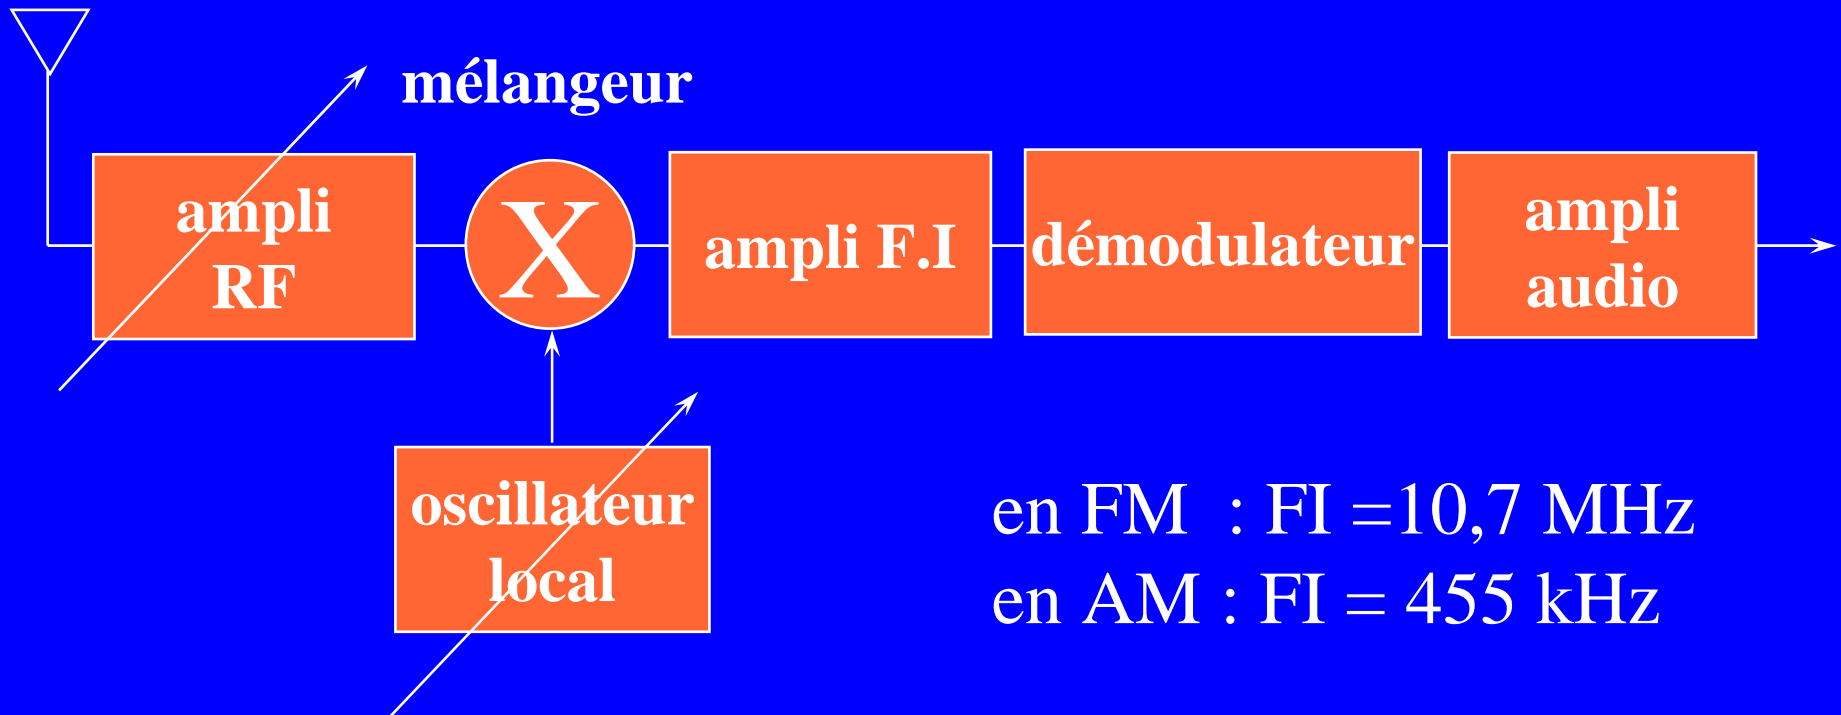 mélangeur
ampli
RF
X
ampli F.I
démodulateur
ampli
audio
oscillateur
local
en FM : FI =10,7 MHz
en AM : FI = 455 kHz